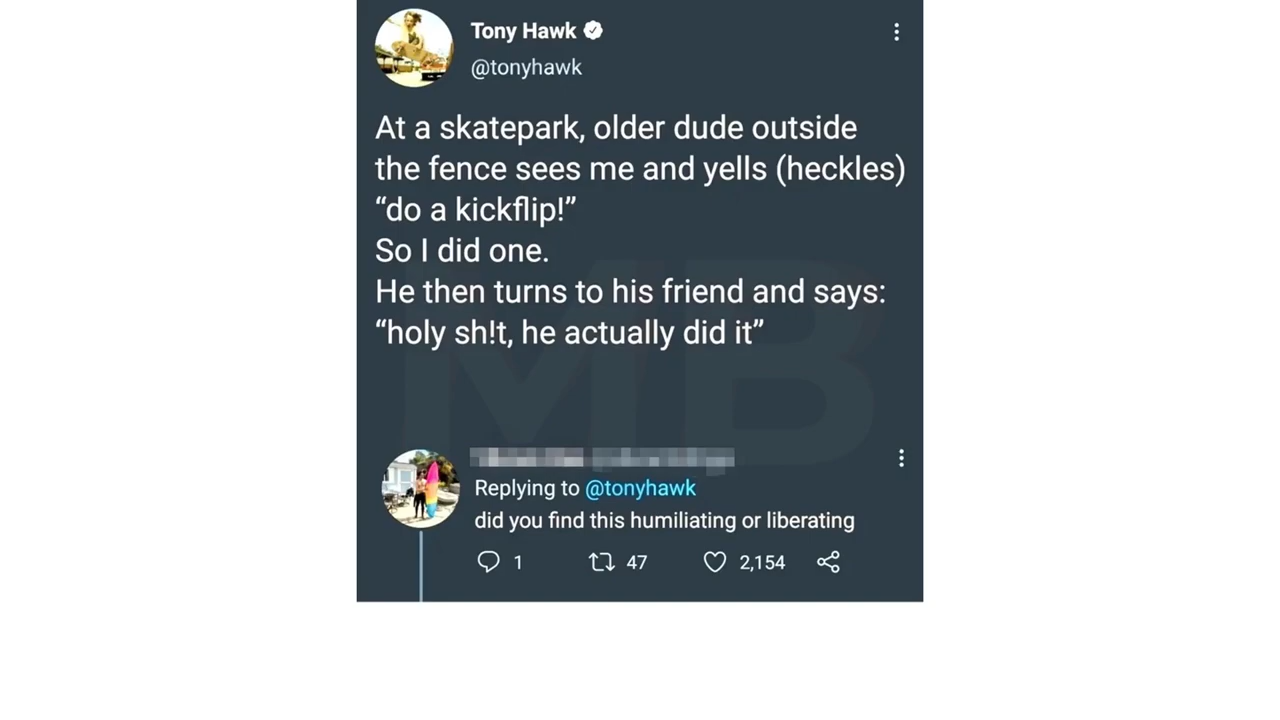 Tony Hawk
@tonyhawk
At a skatepark, older dude outside
the fence sees me and yells (heckles)
“do a kickflip!”
So I did one.
He then turns to his friend and says:
“holy sh!t, he actually did it”
MB
Replying to @tonyhawk
did you find this humiliating or liberating
1 47 2,154